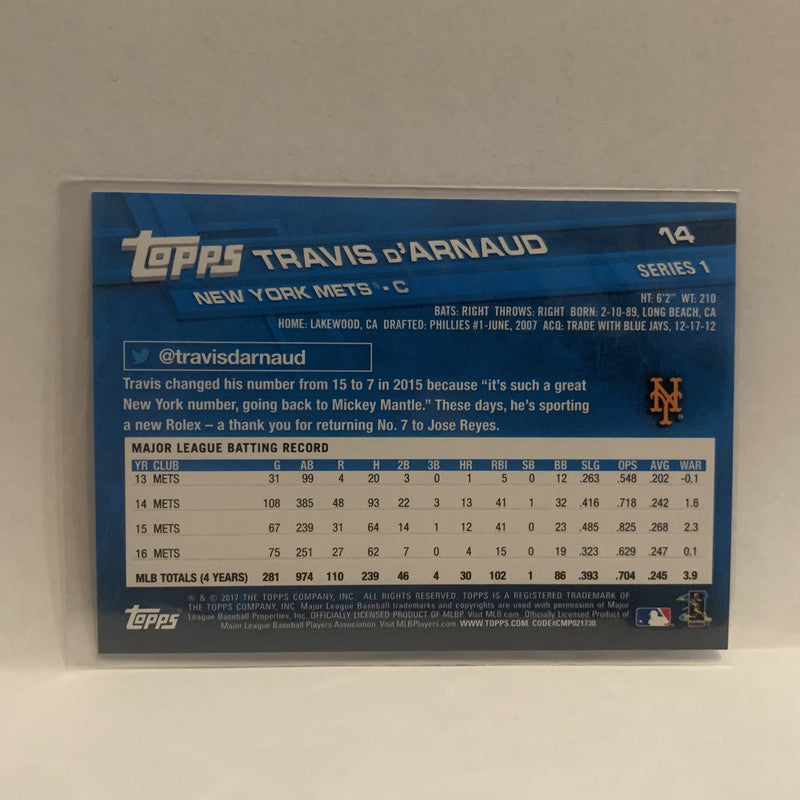 Topps TRAVIS D'ARNAUD 14
NEW YORK METS • C SERIES 1
HT: 6'2" WT: 210
BATS: RIGHT THROWS: RIGHT BORN: 2-10-89, LONG BEACH, CA
HOME: LAKEWOOD, CA DRAFTED: PHILLIES #1-JUNE, 2007 ACQ: TRADE WITH BLUE JAYS, 12-17-12
@travisdarnaud
Travis changed his number from 15 to 7 in 2015 because “it's such a great
New York number, going back to Mickey Mantle.” These days, he's sporting
a new Rolex – a thank you for returning No. 7 to Jose Reyes.
NY
MAJOR LEAGUE BATTING RECORD
YR CLUB G AB R H 2B 3B HR RBI SB BB SLG OPS AVG WAR
13 METS 31 99 4 20 3 0 1 5 0 12 .263 .548 .202 -0.1
14 METS 108 385 48 93 22 3 13 41 1 32 .416 .718 .242 1.6
15 METS 67 239 31 64 14 1 12 41 0 23 .485 .825 .268 2.3
16 METS 75 251 27 62 7 0 4 15 0 19 .323 .629 .247 0.1
MLB TOTALS (4 YEARS) 281 974 110 239 46 4 30 102 1 86 .393 .704 .245 3.9
® & © 2017 THE TOPPS COMPANY, INC. ALL RIGHTS RESERVED. TOPPS IS A REGISTERED TRADEMARK OF
THE TOPPS COMPANY, INC. Major League Baseball trademarks and copyrights are used with permission of Major
League Baseball Properties, Inc. OFFICIALLY LICENSED PRODUCT OF MLBP. Visit MLB.com. Officially Licensed Product of
Major League Baseball Players Association. Visit MLBPlayers.com. WWW.TOPPS.COM. CODE#CMP021730.
Topps